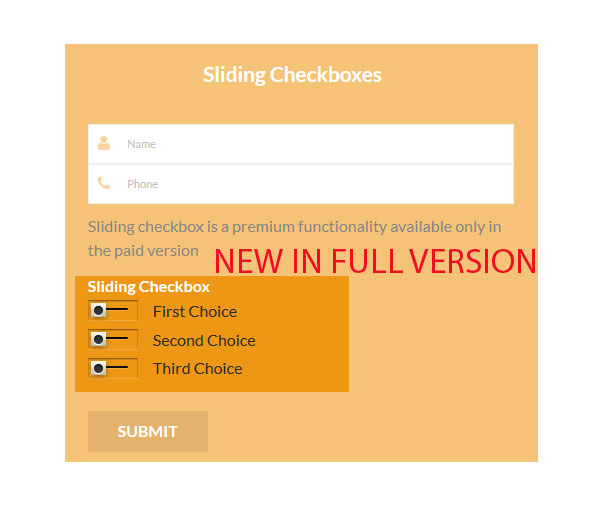 Sliding Checkboxes
Name
Phone
Sliding checkbox is a premium functionality available only in
the paid version
NEW IN FULL VERSION
Sliding Checkbox
First Choice
Second Choice
Third Choice
SUBMIT